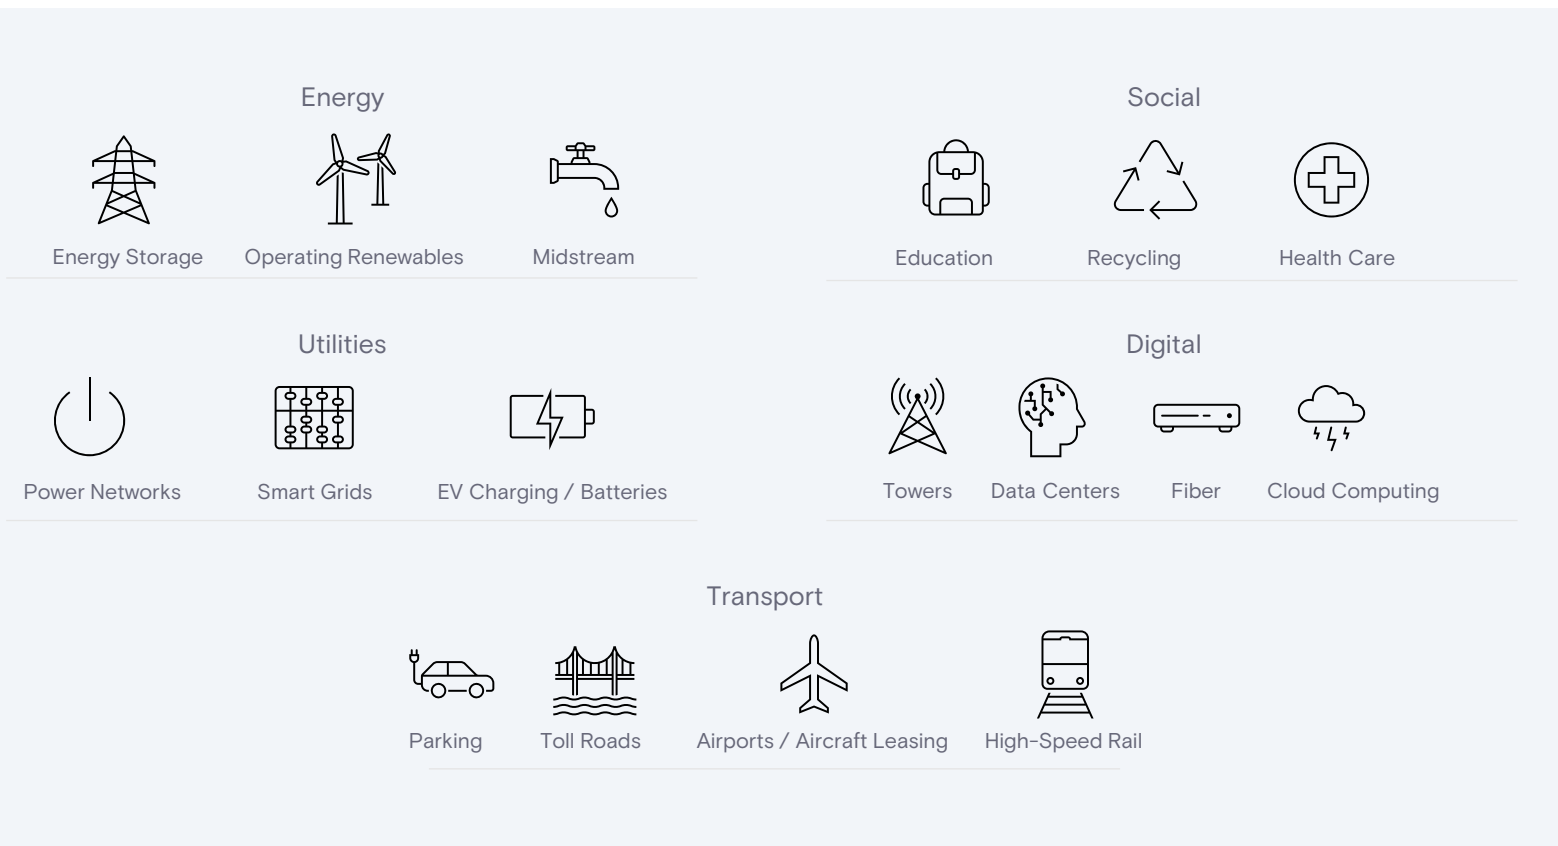 Energy
Energy Storage
Operating Renewables
Midstream
Social
Education
Recycling
Health Care
Utilities
Power Networks
Smart Grids
EV Charging / Batteries
Digital
Towers
Data Centers
Fiber
Cloud Computing
Transport
Parking
Toll Roads
Airports / Aircraft Leasing
High-Speed Rail